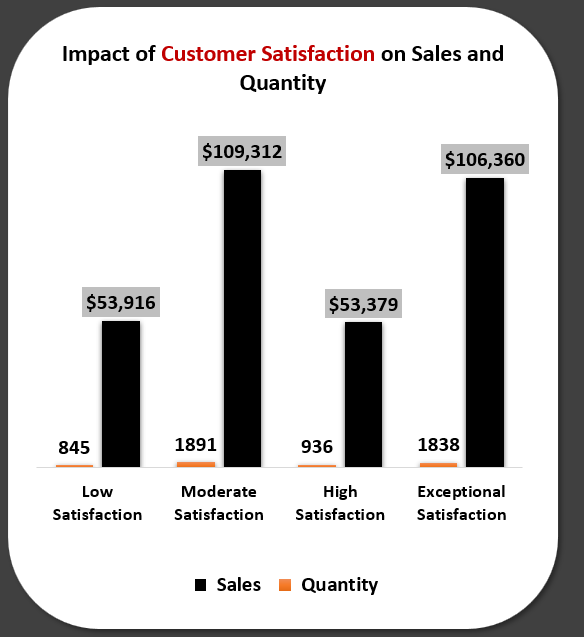 Impact of Customer Satisfaction on Sales and
Quantity
$109,312
$106,360
$53,916
$53,379
845
1891
936
1838
Low
Satisfaction
Moderate
Satisfaction
High
Satisfaction
Exceptional
Satisfaction
Sales
Quantity